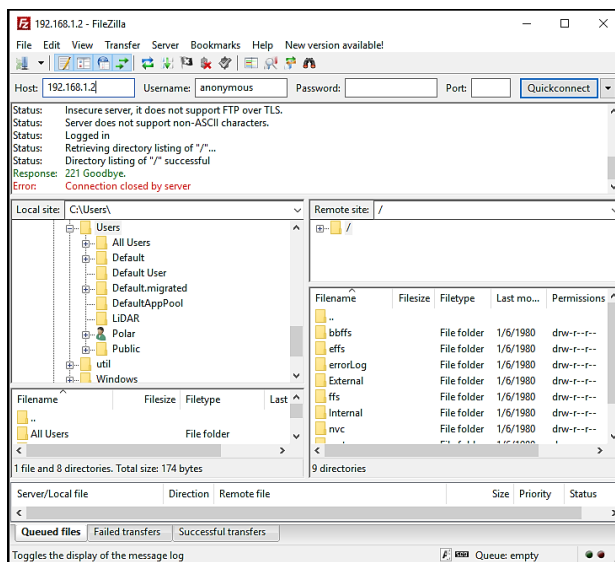 192.168.1.2 - FileZilla
File Edit View Transfer Server Bookmarks Help New version available!
Host: 192.168.1.2 Username: anonymous Password: Port: Quickconnect
Status: Insecure server, it does not support FTP over TLS.
Status: Server does not support non-ASCII characters.
Status: Logged in
Status: Retrieving directory listing of "/"...
Status: Directory listing of "/" successful
Response: 221 Goodbye.
Error: Connection closed by server
Local site: C:\Users\
Users
All Users
Default
Default User
Default.migrated
DefaultAppPool
LiDAR
Polar
Public
util
Windows
Filename Filesize Filetype Last
..
All Users File folder
1 file and 8 directories. Total size: 174 bytes
Remote site: /
/
Filename Filesize Filetype Last mo... Permissions
..
bbffs File folder 1/6/1980 drw-r--r--
effs File folder 1/6/1980 drw-r--r--
errorLog File folder 1/6/1980 drw-r--r--
External File folder 1/6/1980 drw-r--r--
ffs File folder 1/6/1980 drw-r--r--
Internal File folder 1/6/1980 drw-r--r--
nvc File folder 1/6/1980 drw-r--r--
9 directories
Server/Local file Direction Remote file Size Priority Status
Queued files Failed transfers Successful transfers
Toggles the display of the message log Queue: empty